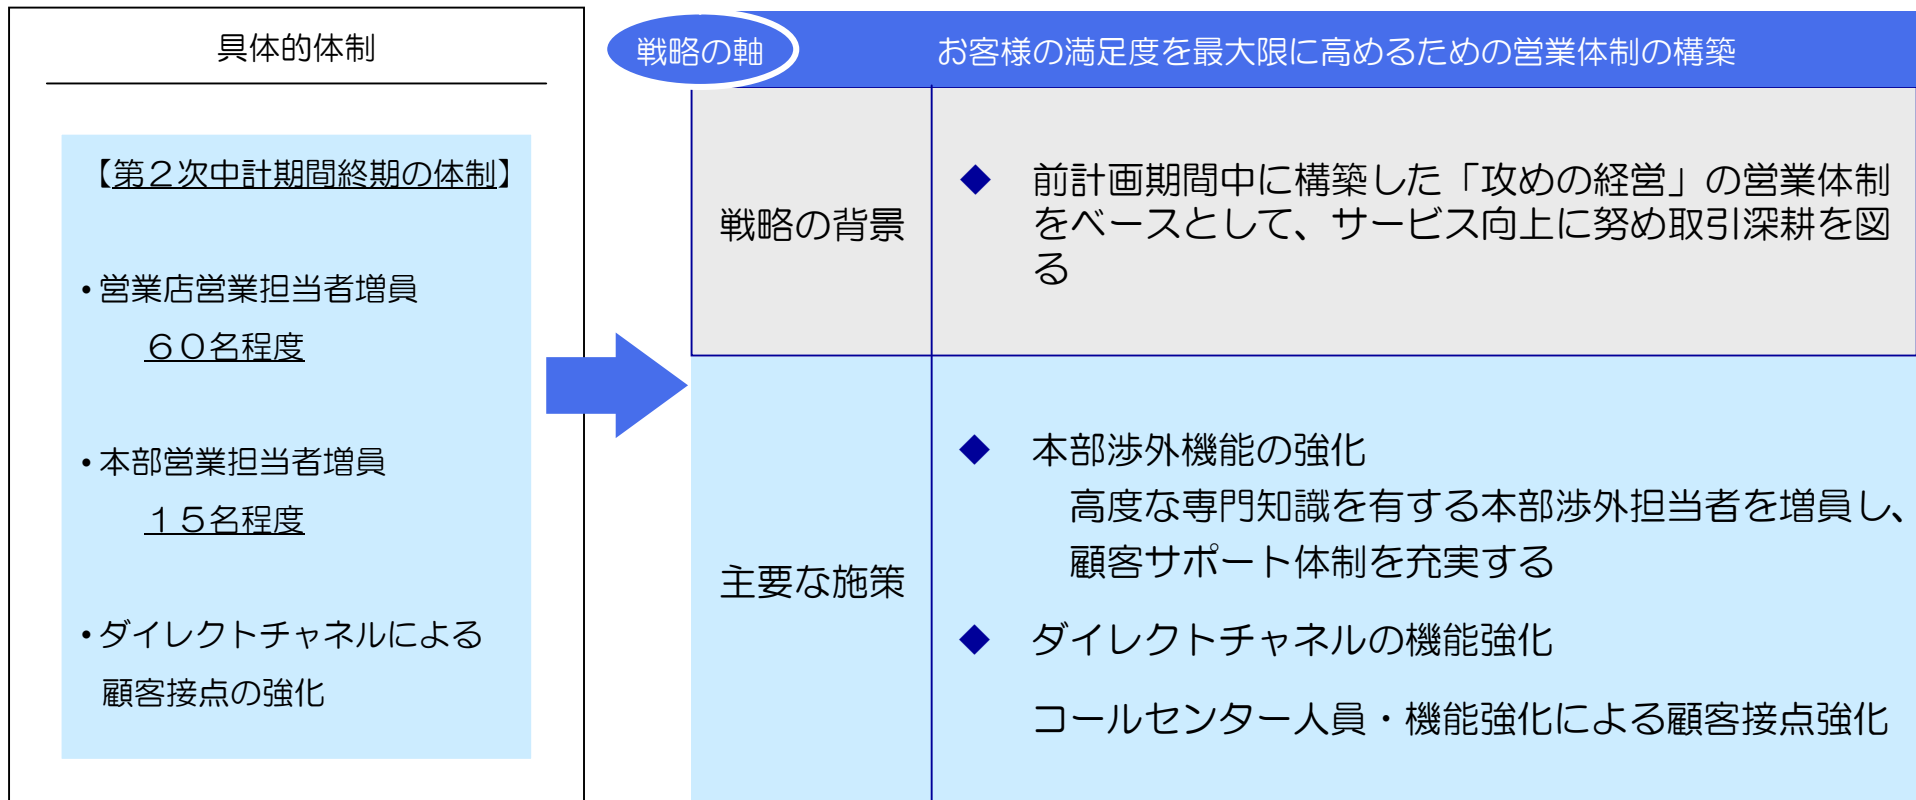 具体的体制
【第２次中計期間終期の体制】
・営業店営業担当者増員
６０名程度
・本部営業担当者増員
１５名程度
・ダイレクトチャネルによる
顧客接点の強化
戦略の軸
お客様の満足度を最大限に高めるための営業体制の構築
戦略の背景
◆ 前計画期間中に構築した「攻めの経営」の営業体制
をベースとして、サービス向上に努め取引深耕を図
る
主要な施策
◆ 本部渉外機能の強化
高度な専門知識を有する本部渉外担当者を増員し、
顧客サポート体制を充実する
◆ ダイレクトチャネルの機能強化
コールセンター人員・機能強化による顧客接点強化